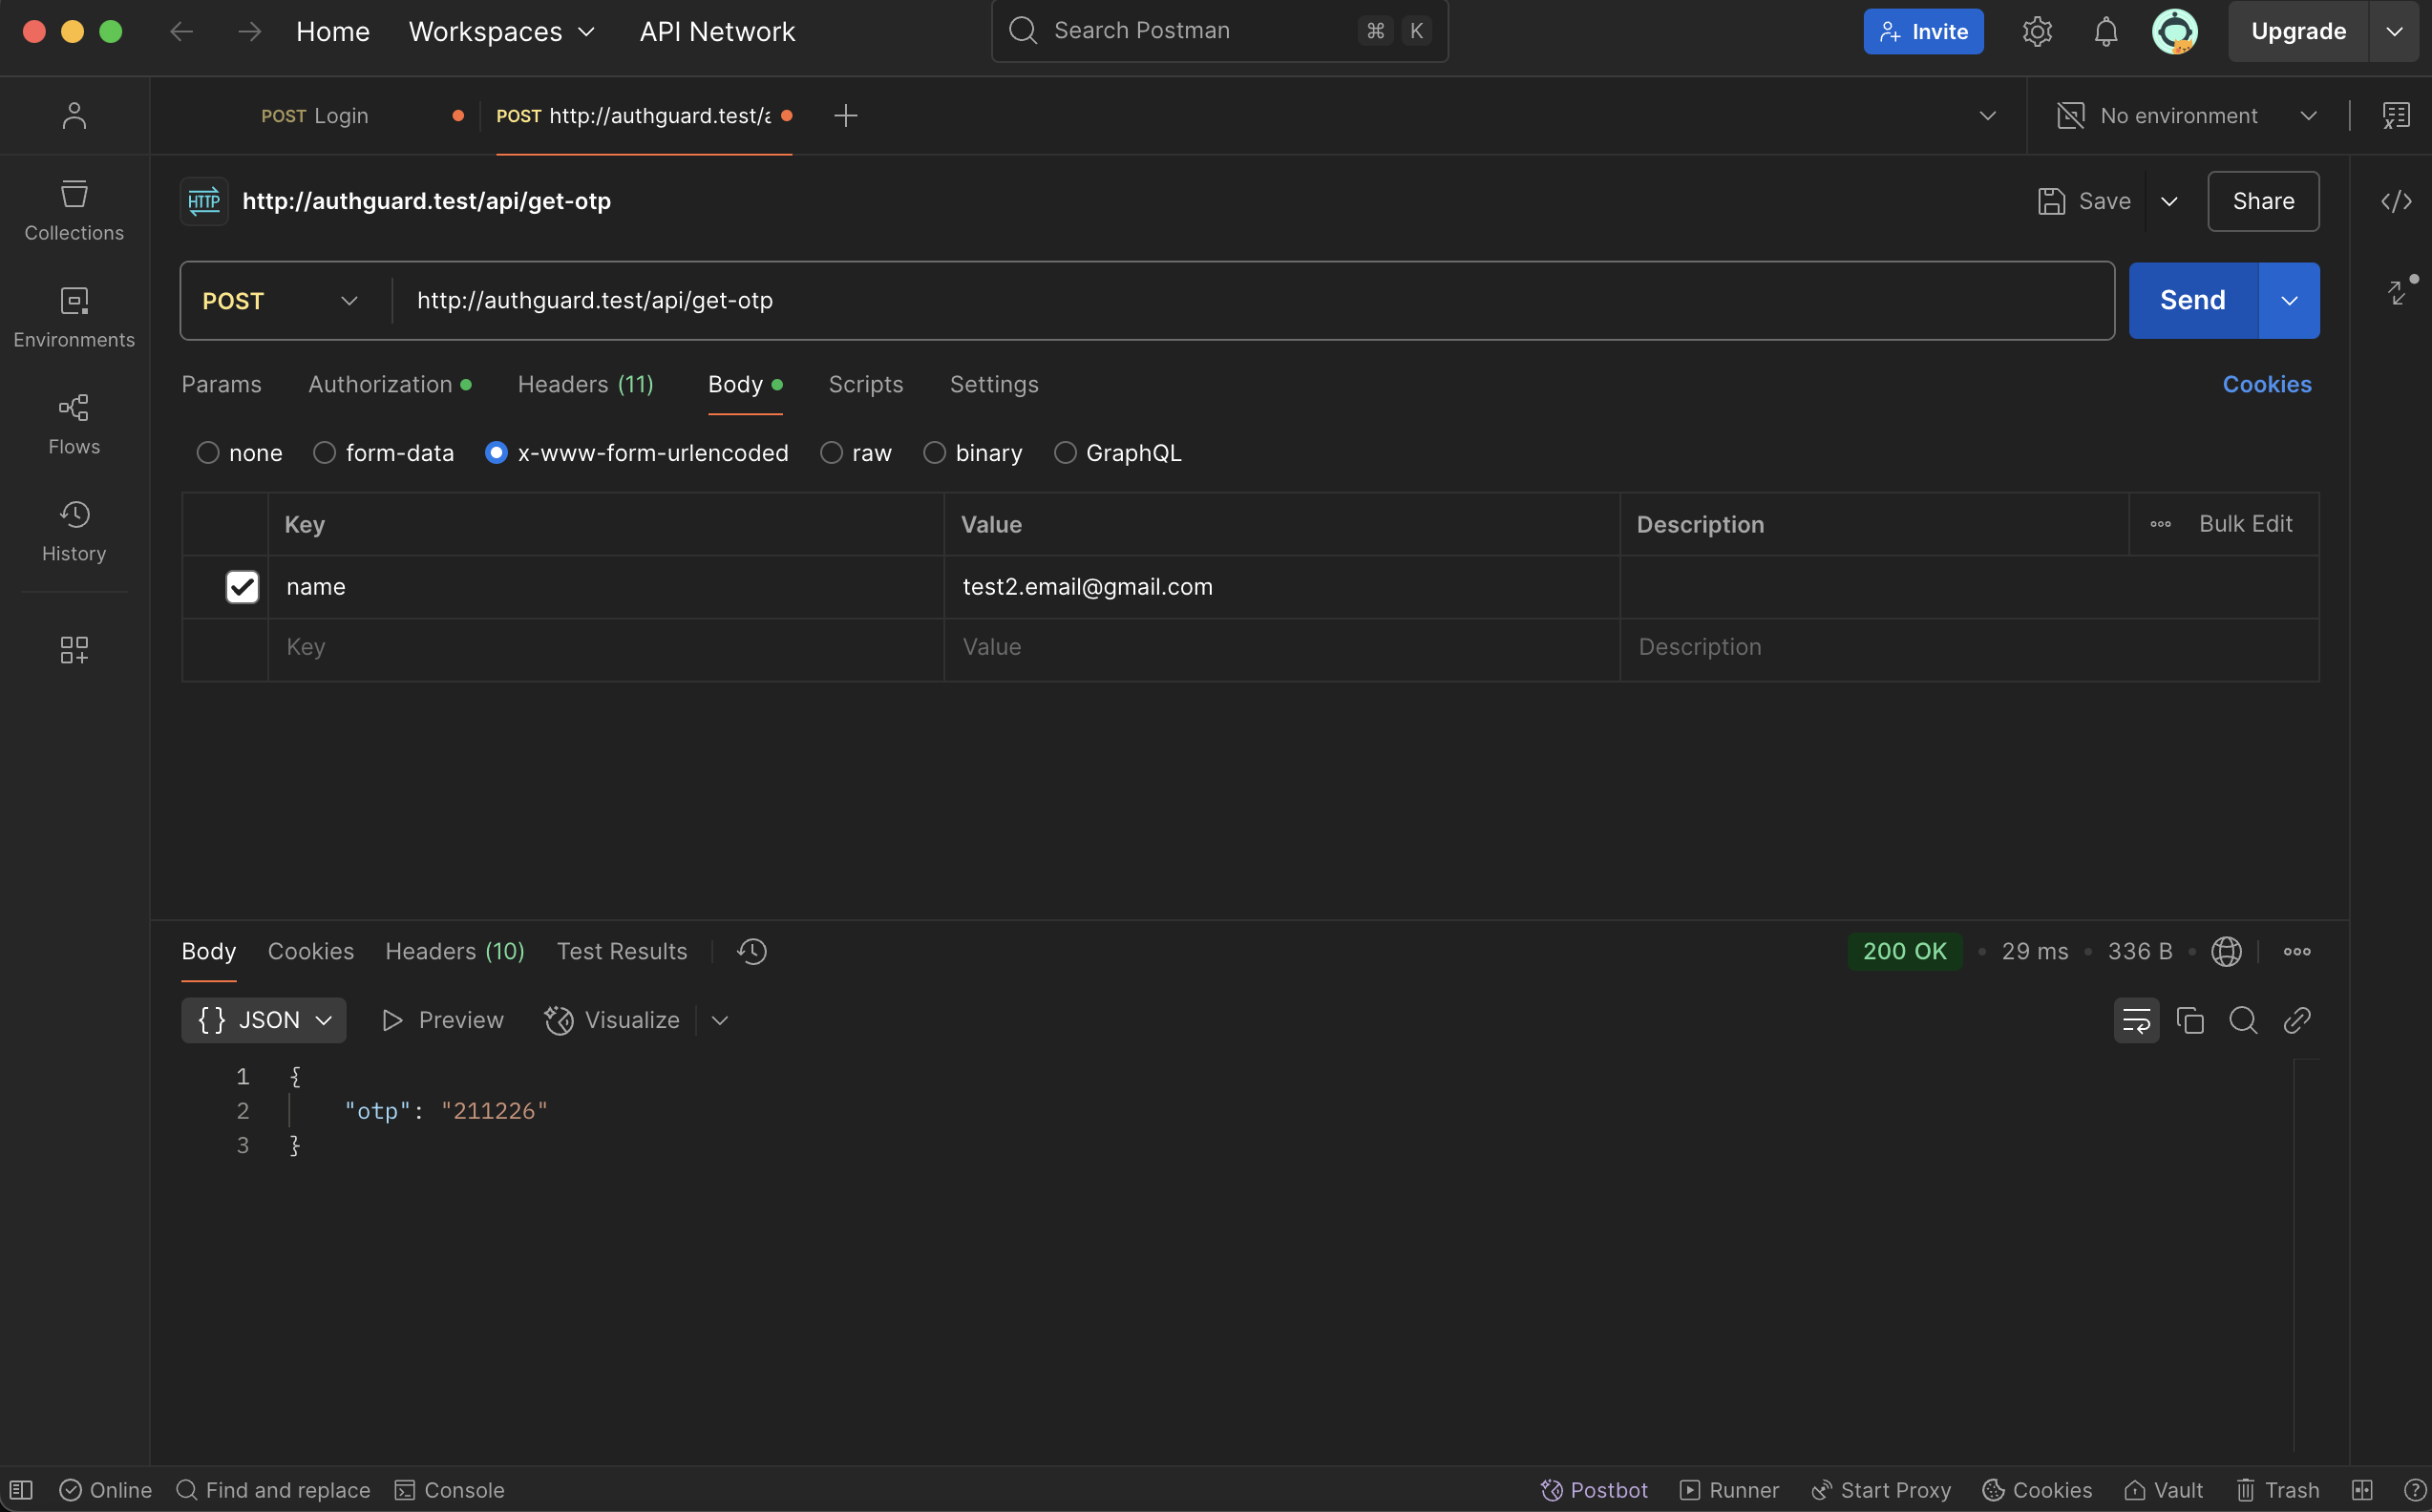 Home Workspaces API Network Search Postman ⌘ K Invite Upgrade
POST Login POST http://authguard.test/a No environment
Collections
Environments
Flows
History
HTTP http://authguard.test/api/get-otp Save Share
POST http://authguard.test/api/get-otp Send
Params Authorization Headers (11) Body Scripts Settings Cookies
none form-data x-www-form-urlencoded raw binary GraphQL
Key Value Description Bulk Edit
name test2.email@gmail.com
Key Value Description
Body Cookies Headers (10) Test Results 200 OK • 29 ms • 336 B •
{ } JSON Preview Visualize
1 {
2 "otp": "211226"
3 }
Online Find and replace Console Postbot Runner Start Proxy Cookies Vault Trash